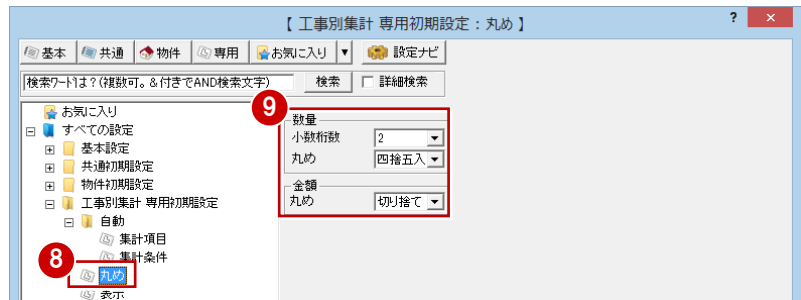 【 工事別集計 専用初期設定：丸め 】 ? x
基本 共通 物件 専用 お気に入り ▼ 設定ナビ
検索ワードは？(複数可。&付きでAND検索文字) 検索 詳細検索
お気に入り
すべての設定
基本設定
共通初期設定
物件初期設定
工事別集計 専用初期設定
自動
集計項目
集計条件
8
丸め
表示
9
数量
小数桁数 2
丸め 四捨五入
金額
丸め 切り捨て